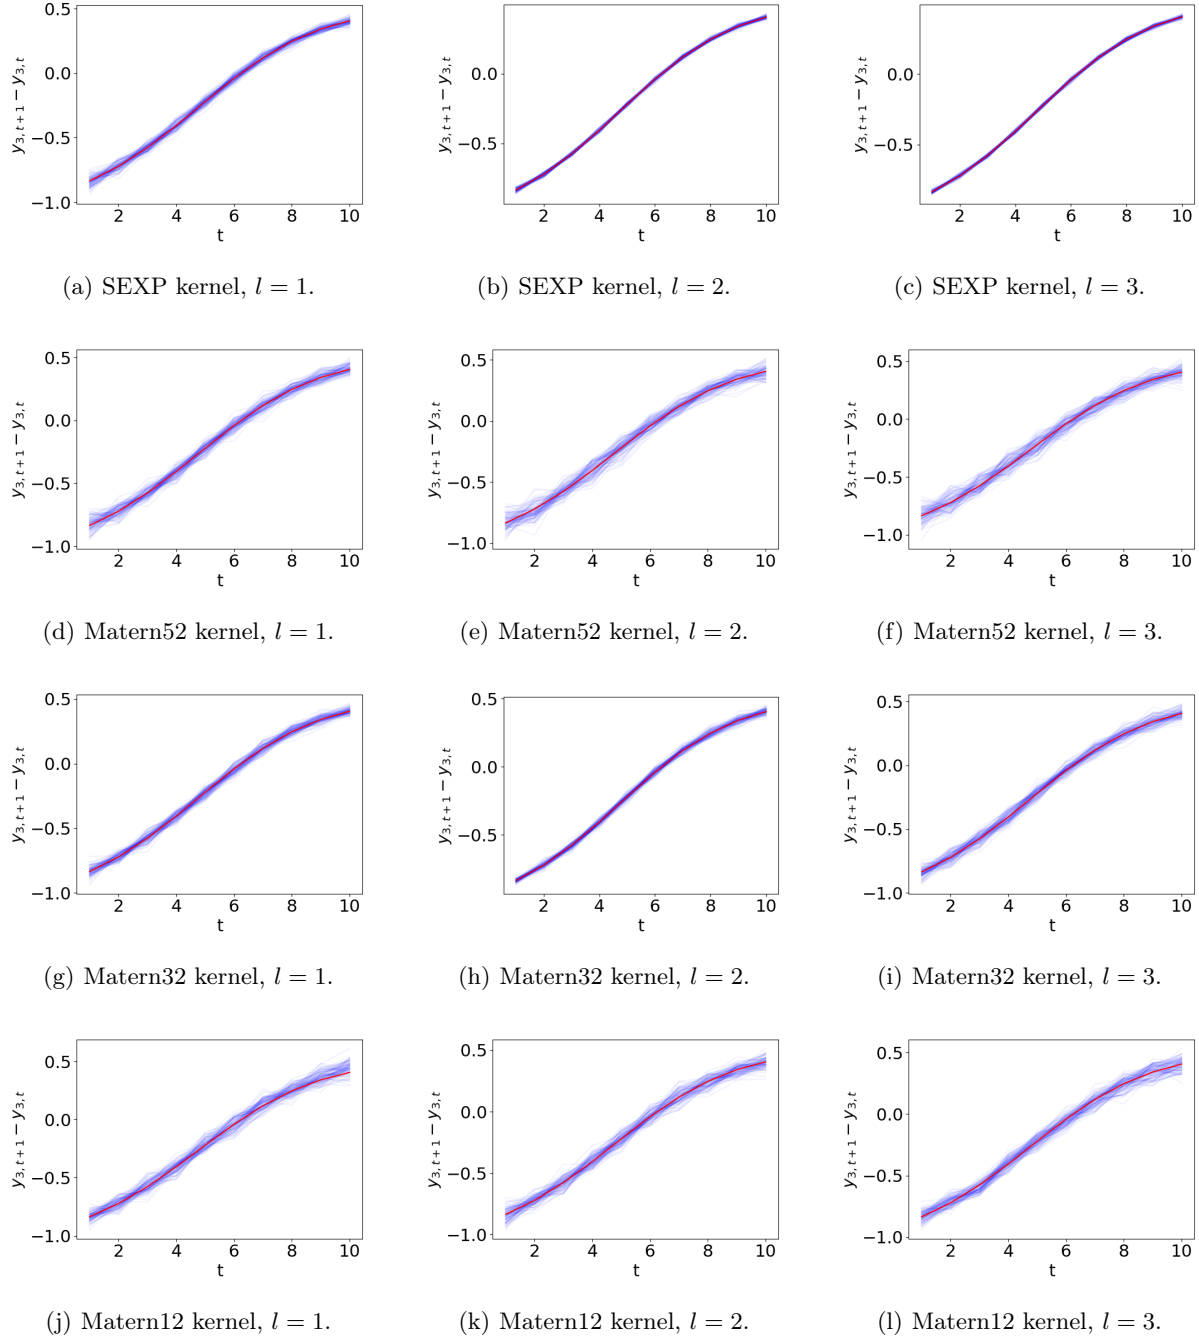 0.5
0.0
−0.5
−1.0
y3,t+1 − y3,t
2 4 6 8 10
t
0.0
−0.5
y3,t+1 − y3,t
2 4 6 8 10
t
0.0
−0.5
y3,t+1 − y3,t
2 4 6 8 10
t
(a) SEXP kernel, l = 1.
(b) SEXP kernel, l = 2.
(c) SEXP kernel, l = 3.
0.5
0.0
−0.5
−1.0
y3,t+1 − y3,t
2 4 6 8 10
t
0.5
0.0
−0.5
−1.0
y3,t+1 − y3,t
2 4 6 8 10
t
0.5
0.0
−0.5
−1.0
y3,t+1 − y3,t
2 4 6 8 10
t
(d) Matern52 kernel, l = 1.
(e) Matern52 kernel, l = 2.
(f) Matern52 kernel, l = 3.
0.5
0.0
−0.5
−1.0
y3,t+1 − y3,t
2 4 6 8 10
t
0.5
0.0
−0.5
y3,t+1 − y3,t
2 4 6 8 10
t
0.5
0.0
−0.5
−1.0
y3,t+1 − y3,t
2 4 6 8 10
t
(g) Matern32 kernel, l = 1.
(h) Matern32 kernel, l = 2.
(i) Matern32 kernel, l = 3.
0.5
0.0
−0.5
−1.0
y3,t+1 − y3,t
2 4 6 8 10
t
0.5
0.0
−0.5
−1.0
y3,t+1 − y3,t
2 4 6 8 10
t
0.5
0.0
−0.5
−1.0
y3,t+1 − y3,t
2 4 6 8 10
t
(j) Matern12 kernel, l = 1.
(k) Matern12 kernel, l = 2.
(l) Matern12 kernel, l = 3.